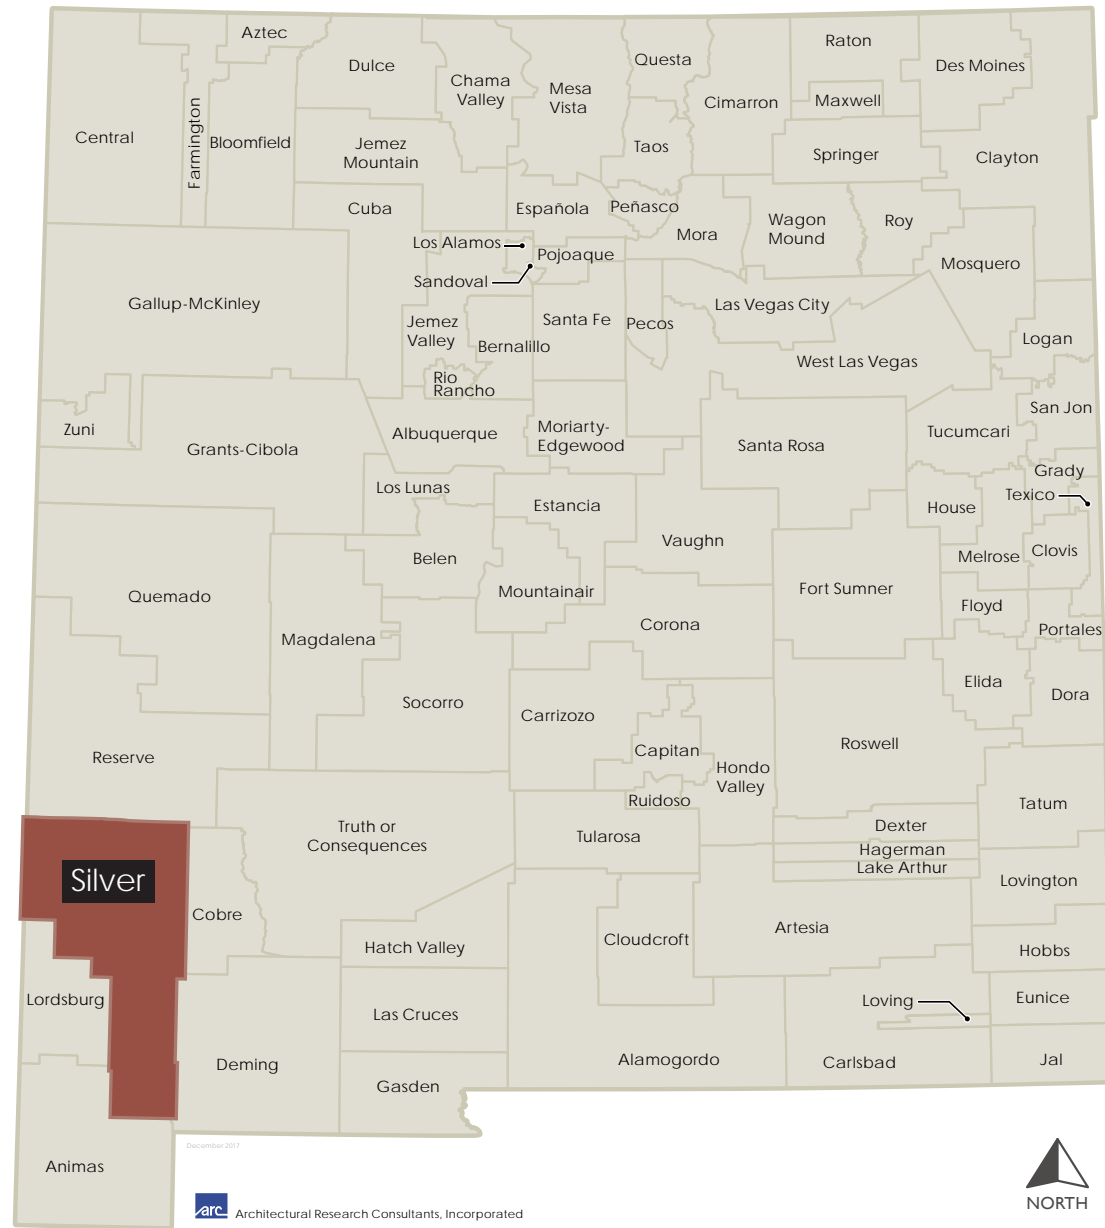 Aztec
Raton
Questa
Dulce
Des Moines
Chama
Valley
Mesa
Vista
Cimarron
Maxwell
Central
Farmington
Bloomfield
Jemez
Mountain
Taos
Springer
Clayton
Cuba
Española
Peñasco
Mora
Wagon
Mound
Roy
Los Alamos
Pojoaque
Mosquero
Sandoval
Gallup-McKinley
Las Vegas City
Jemez
Valley
Santa Fe
Pecos
Bernalillo
Logan
West Las Vegas
Rio
Rancho
San Jon
Zuni
Albuquerque
Moriarty-
Edgewood
Tucumcari
Grants-Cibola
Santa Rosa
Grady
Los Lunas
Texico
Estancia
House
Vaughn
Clovis
Belen
Melrose
Quemado
Mountainair
Fort Sumner
Floyd
Corona
Portales
Magdalena
Elida
Dora
Socorro
Carrizozo
Reserve
Capitan
Roswell
Hondo
Valley
Ruidoso
Tatum
Truth or
Consequences
Tularosa
Dexter
Hagerman
Lake Arthur
Silver
Lovington
Cobre
Artesia
Hatch Valley
Cloudcroft
Hobbs
Lordsburg
Loving
Eunice
Las Cruces
Deming
Alamogordo
Carlsbad
Jal
Gasden
December 2017
Animas
NORTH
arc
Architectural Research Consultants, Incorporated